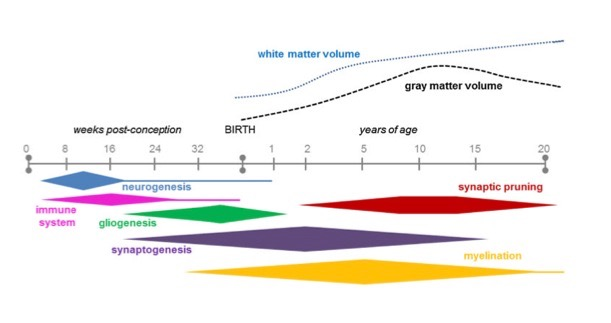 white matter volume
gray matter volume
weeks post-conception BIRTH years of age
0 8 16 24 32 1 2 5 10 15 20
neurogenesis synaptic pruning
immune
system
gliogenesis
synaptogenesis
myelination